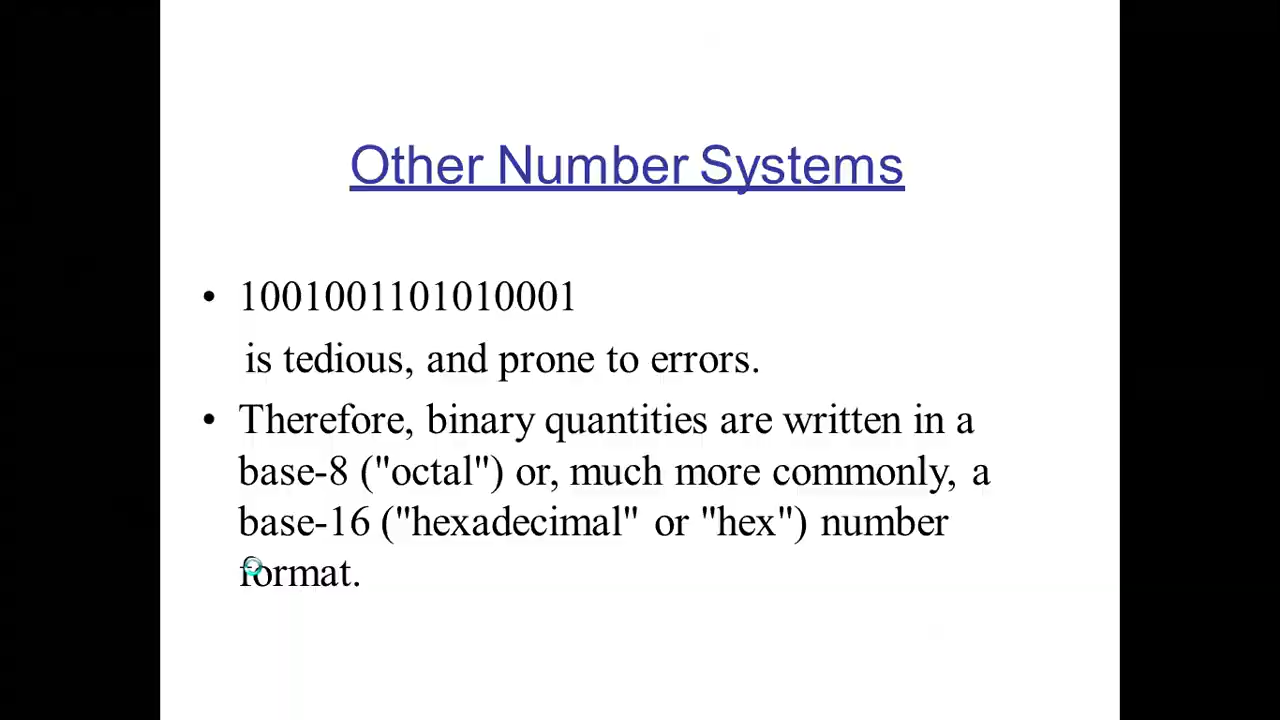 Other Number Systems
• 1001001101010001
is tedious, and prone to errors.
• Therefore, binary quantities are written in a
base-8 ("octal") or, much more commonly, a
base-16 ("hexadecimal" or "hex") number
format.